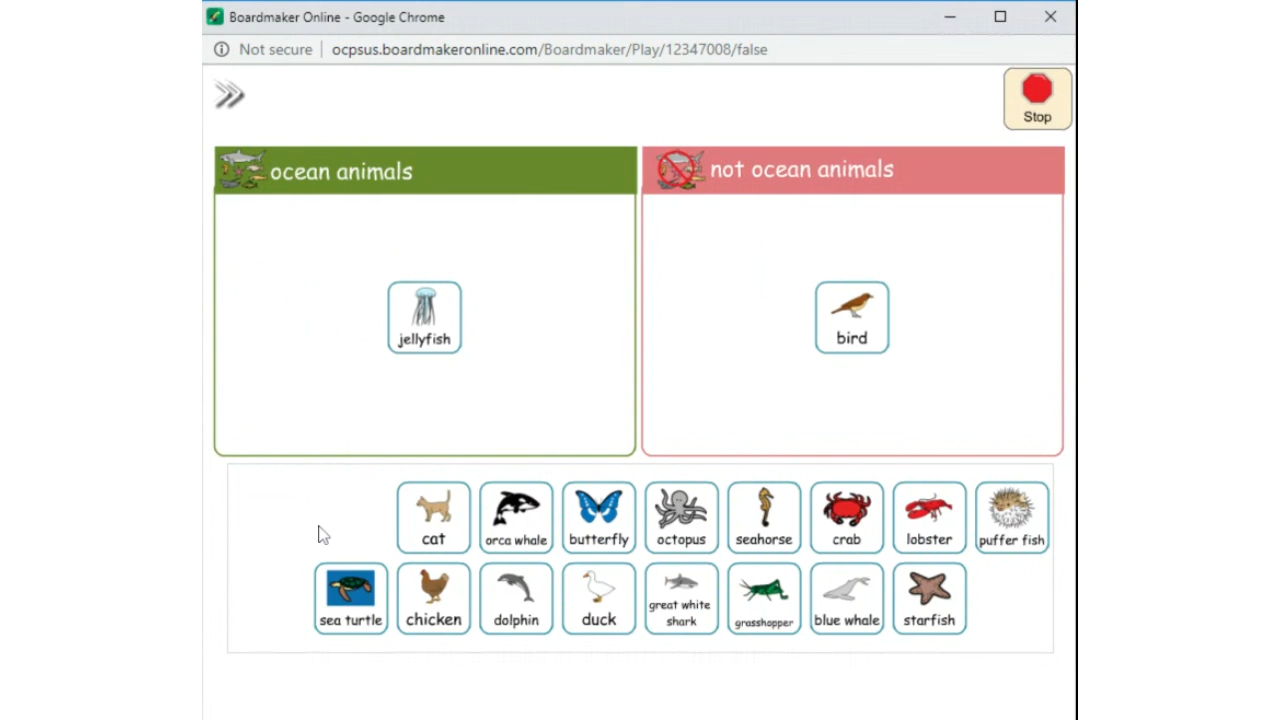 Boardmaker Online - Google Chrome
Not secure ocpsus.boardmakeronline.com/Boardmaker/Play/12347008/false
Stop
ocean animals
not ocean animals
jellyfish
bird
cat
orca whale
butterfly
octopus
seahorse
crab
lobster
puffer fish
sea turtle
chicken
dolphin
duck
great white
shark
grasshopper
blue whale
starfish